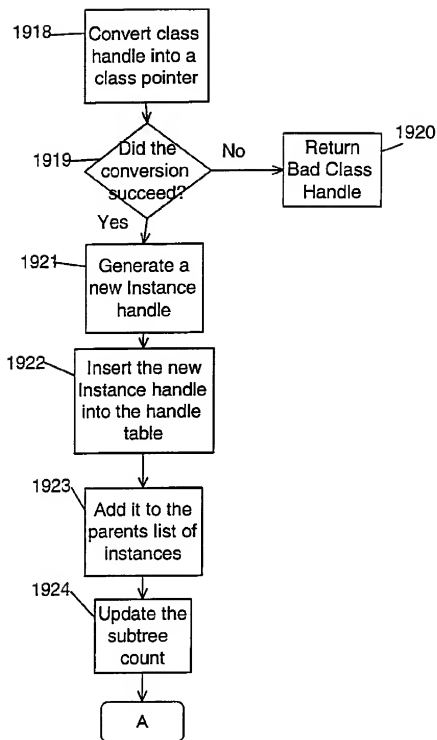 1918
Convert class
handle into a
class pointer
1919
Did the
conversion
succeed?
No
1920
Return
Bad Class
Handle
Yes
1921
Generate a
new Instance
handle
1922
Insert the new
Instance handle
into the handle
table
1923
Add it to the
parents list of
instances
1924
Update the
subtree
count
A